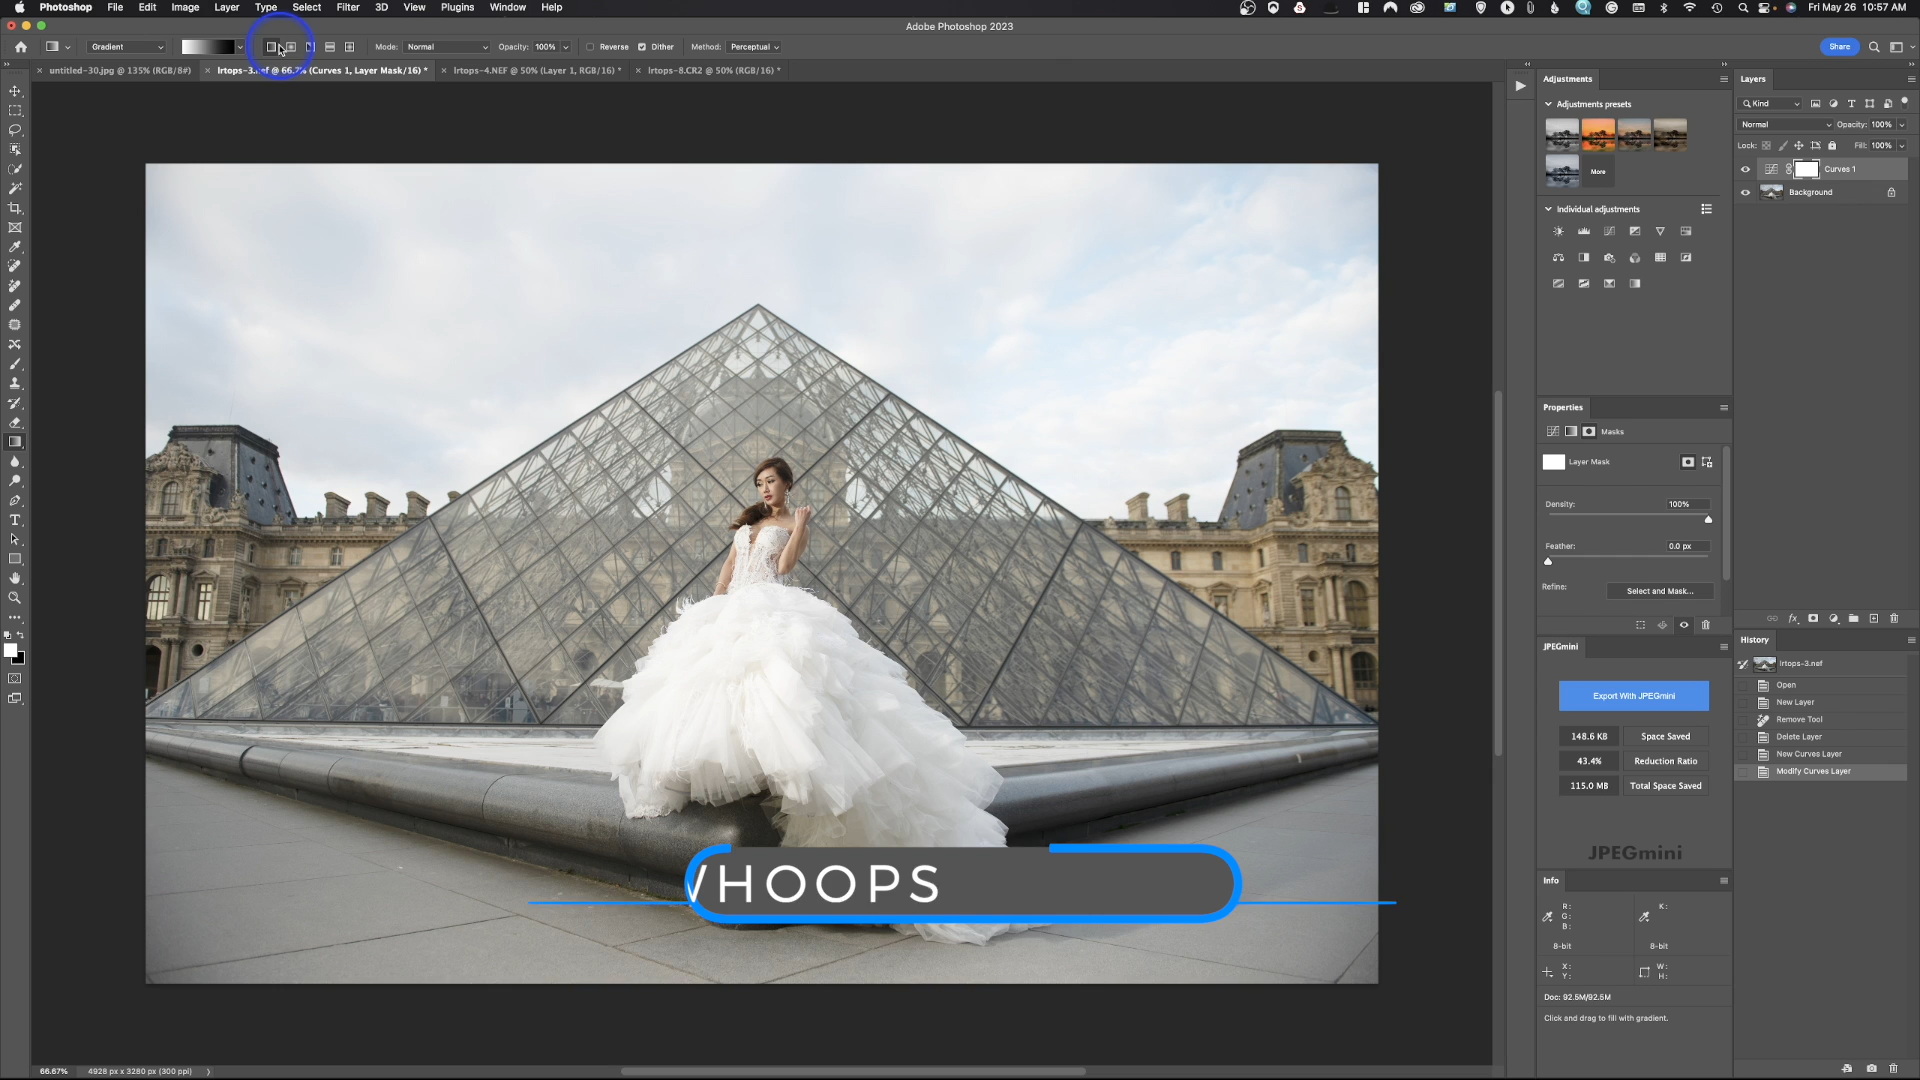 Photoshop File Edit Image Layer Type Select Filter 3D View Plugins Window Help
Fri May 26 10:57 AM
Adobe Photoshop 2023
Gradient
Mode: Normal
Opacity: 100%
Reverse
Dither
Method: Perceptual
Share
untitled-30.jpg @ 135% (RGB/8#)
lrtops-3.nef @ 66.7% (Curves 1, Layer Mask/16) *
lrtops-4.NEF @ 50% (Layer 1, RGB/16) *
lrtops-8.CR2 @ 50% (RGB/16) *
Adjustments
Adjustments presets
More
Individual adjustments
Properties
Masks
Layer Mask
Density: 100%
Feather: 0.0 px
Refine:
Select and Mask...
JPEGmini
Export With JPEGmini
148.6 KB Space Saved
43.4% Reduction Ratio
115.0 MB Total Space Saved
JPEGmini
Info
R:
G:
B:
K:
8-bit 8-bit
X:
Y:
W:
H:
Doc: 92.5M/92.5M
Click and drag to fill with gradient.
Layers
Kind
Normal
Opacity: 100%
Lock:
Fill: 100%
Curves 1
Background
History
lrtops-3.nef
Open
New Layer
Remove Tool
Delete Layer
New Curves Layer
Modify Curves Layer
WHOOPS
66.67% 4928 px x 3280 px (300 ppi)